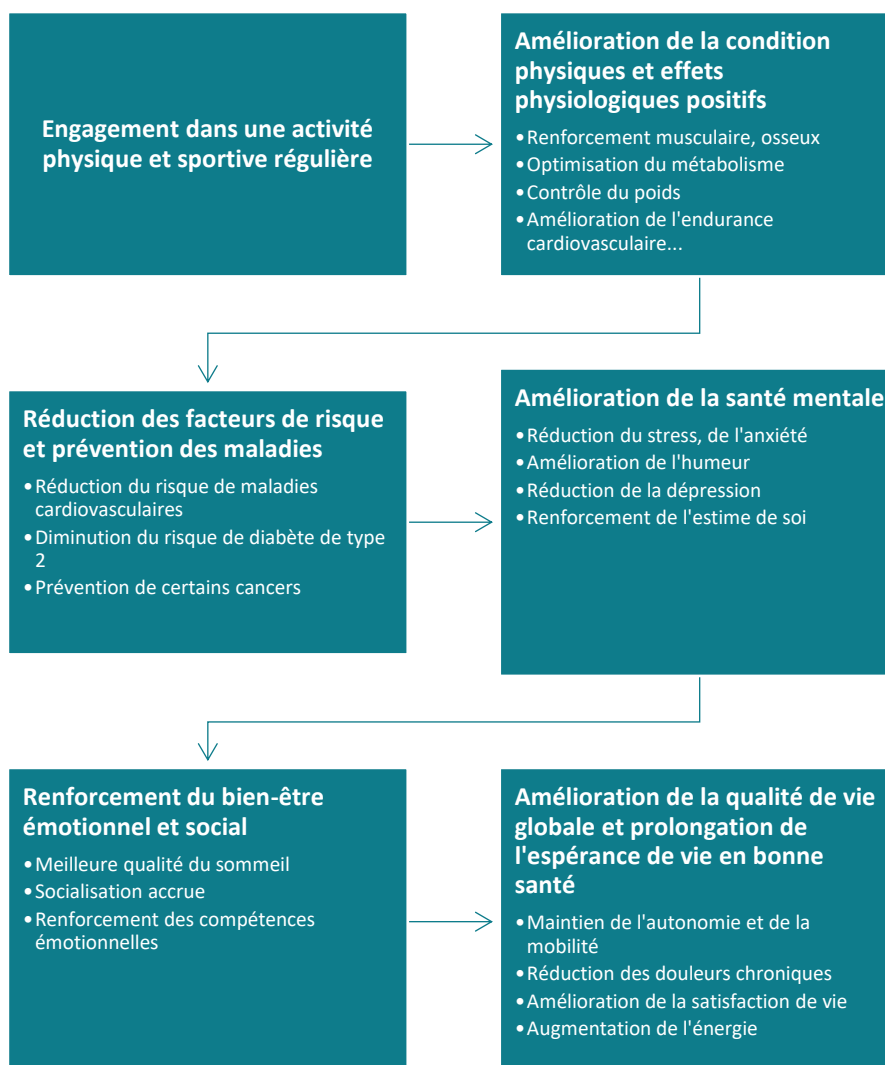 Engagement dans une activité
physique et sportive régulière
Amélioration de la condition
physiques et effets
physiologiques positifs
•Renforcement musculaire, osseux
•Optimisation du métabolisme
•Contrôle du poids
•Amélioration de l'endurance
cardiovasculaire...
Réduction des facteurs de risque
et prévention des maladies
•Réduction du risque de maladies
cardiovasculaires
•Diminution du risque de diabète de type
2
•Prévention de certains cancers
Amélioration de la santé mentale
•Réduction du stress, de l'anxiété
•Amélioration de l'humeur
•Réduction de la dépression
•Renforcement de l'estime de soi
Renforcement du bien-être
émotionnel et social
•Meilleure qualité du sommeil
•Socialisation accrue
•Renforcement des compétences
émotionnelles
Amélioration de la qualité de vie
globale et prolongation de
l'espérance de vie en bonne
santé
•Maintien de l'autonomie et de la
mobilité
•Réduction des douleurs chroniques
•Amélioration de la satisfaction de vie
•Augmentation de l'énergie